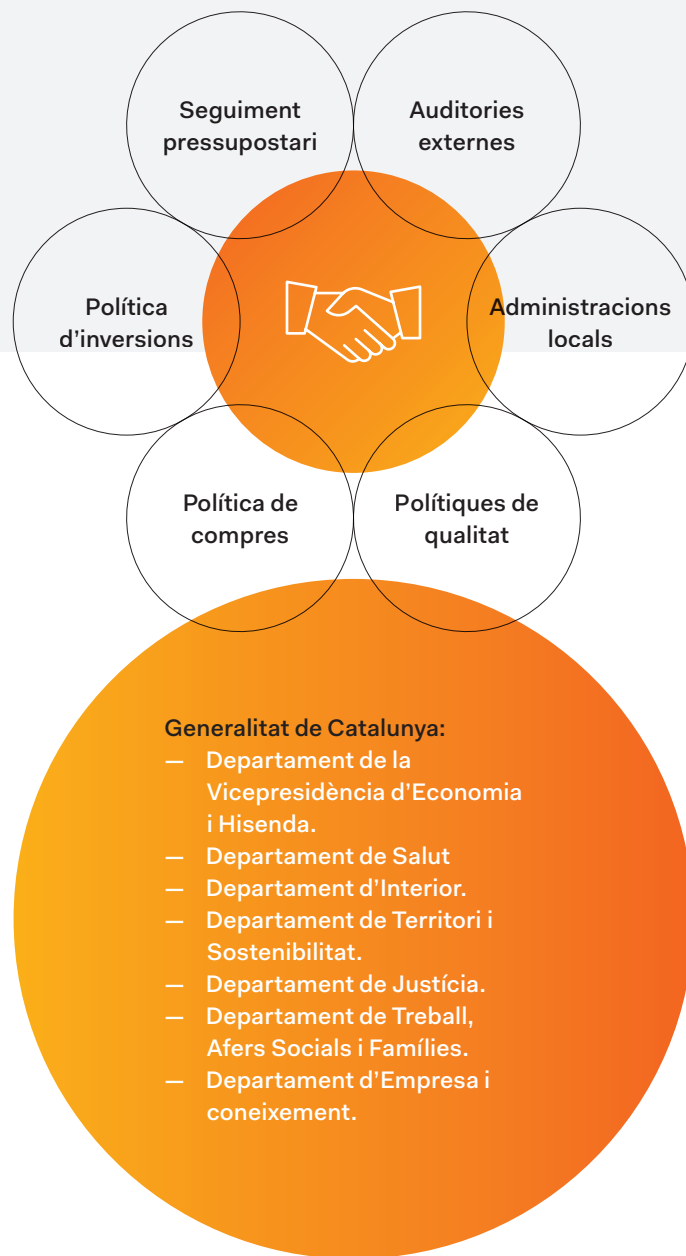 Seguiment
pressupostari
Auditories
externes
Política
d’inversions
Administracions
locals
Política de
compres
Polítiques de
qualitat
Generalitat de Catalunya:
— Departament de la
Vicepresidència d’Economia
i Hisenda.
— Departament de Salut
— Departament d’Interior.
— Departament de Territori i
Sostenibilitat.
— Departament de Justícia.
— Departament de Treball,
Afers Socials i Famílies.
— Departament d’Empresa i
coneixement.